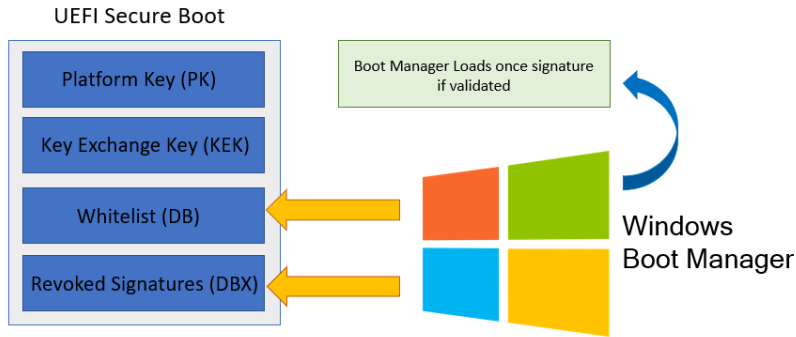 UEFI Secure Boot
Platform Key (PK)
Key Exchange Key (KEK)
Whitelist (DB)
Revoked Signatures (DBX)
Boot Manager Loads once signature
if validated
Windows
Boot Manager